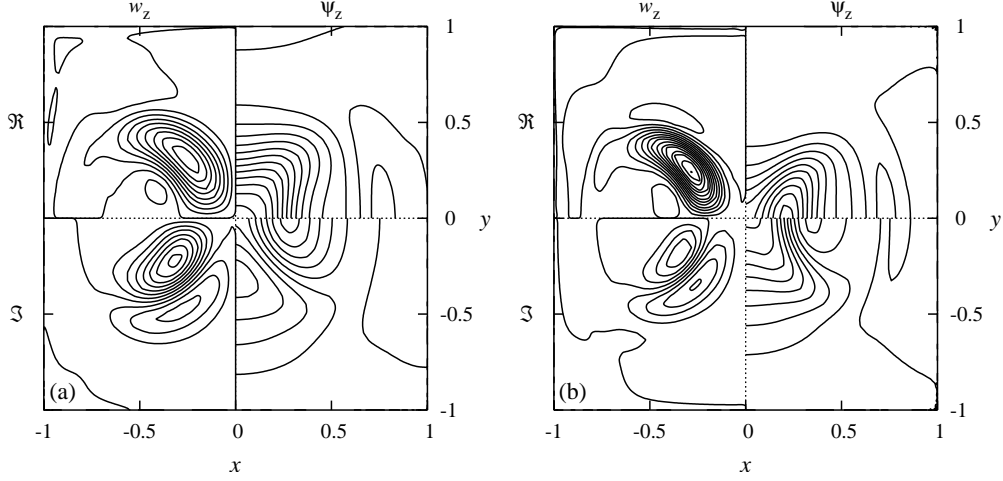 w_z ψ_z w_z ψ_z
1 1
ℜ 0.5 ℜ 0.5
0 y 0 y
ℑ -0.5 ℑ -0.5
(a) (b)
-1 -1
-1 -0.5 0 0.5 1 -1 -0.5 0 0.5 1
x x